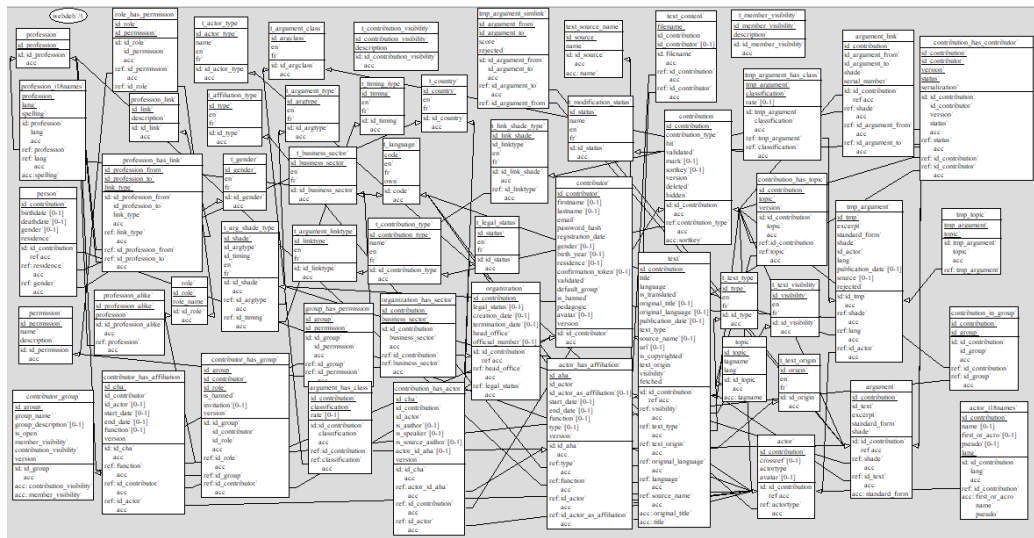 webdeb`/1
profession`
id_profession`
id: id_profession`
acc
profession_i18names`
profession`
lang`
spelling`
id: profession`
lang
spelling`
acc
ref: profession`
ref: lang
acc
acc:spelling`
person`
id_contribution`
birthdate`[0-1]
deathdate`[0-1]
gender`[0-1]
residence`
id: id_contribution`
ref acc
ref: residence`
acc
ref: gender`
permission`
id_permission`
name
description`
id: id_permission`
acc
contributor_group`
id_group`
group_name
group_description`[0-1]
is_open`
member_visibility`
contribution_visibility`
version`
id: id_group`
acc
acc: contribution_visibility`
acc: member_visibility`
role_has_permission`
id_role`
id_permission`
id: id_role
id_permission`
acc
ref: id_permission`
acc
ref: id_role`
profession_link`
id_link`
description`
id: id_link`
acc
profession_has_link`
id_profession_from`
id_profession_to`
link_type`
id: id_profession_from`
id_profession_to`
link_type`
acc
ref: link_type`
acc
ref: id_profession_from`
ref: id_profession_to`
acc
profession_alike`
id_profession_alike
profession`
id: id_profession_alike
acc
ref: profession`
role`
id_role`
role_name`
id: id_role`
acc
contributor_has_affiliation`
id_cha`
id_contribution`
id_actor`[0-1]
start_date`[0-1]
end_date`[0-1]
function`[0-1]
version`
id: id_cha`
acc
ref: function
acc
ref: id_contribution`
acc
ref: id_actor`
t_actor_type`
id_actor_type`
name
en
fr`
id: id_actor_type`
acc
t_affiliation_type`
id_type`
en`
fr`
id: id_type`
acc
t_gender`
id_gender`
en`
fr`
id: id_gender`
acc
t_arg_shade_type`
id_shade`
id_argtype`
id_timing`
en`
fr`
id: id_shade`
acc
ref: id_argtype`
acc
ref: id_timing`
contributor_has_group`
id_group`
id_contributor`
id_role`
is_banned`
invitation`[0-1]
version`
id: id_group
id_contributor`
id_role`
acc
ref: id_role`
acc
ref: id_group`
ref: id_contributor`
acc
t_argument_class`
id_argclass`
en`
fr`
id: id_argclass`
acc
t_argument_type`
id_argtype`
en`
fr`
id: id_argtype`
acc
t_business_sector`
id_business_sector`
en`
fr`
id: id_business_sector`
acc
t_argument_linktype`
id_linktype`
en`
fr
id: id_linktype`
acc
group_has_permission`
id_group`
id_permission`
id: id_group
id_permission`
acc
ref: id_group`
ref: id_permission`
acc
argument_has_class`
id_contribution`
classification`
rate`[0-1]
id: id_contribution`
classification`
acc
ref: id_contribution`
ref: classification`
acc
t_contribution_visibility`
id_contribution_visibility`
description`
id: id_contribution_visibility`
acc
t_timing_type`
id_timing`
en`
fr`
id: id_timing`
acc
t_country`
id_country`
en`
fr`
id: id_country`
acc
t_language`
code`
en`
fr`
own`
id: code`
acc
t_contribution_type`
id_contribution_type`
name`
en`
fr`
id: id_contribution_type`
acc
organization_has_sector`
id_contribution`
business_sector`
id: id_contribution`
business_sector`
acc
ref: id_contribution`
ref: business_sector`
acc
contribution_has_actor`
id_cha`
id_contribution`
id_actor`
is_author`[0-1]
is_speaker`[0-1]
is_source_author`[0-1]
actor_id_aha`[0-1]
version`
id: id_cha`
acc
ref: actor_id_aha`
acc
ref: id_contribution`
acc
ref: id_actor`
acc
tmp_argument_simlink`
id_argument_from`
id_argument_to`
score`
rejected`
id: id_argument_from`
id_argument_to`
acc
ref: id_argument_to`
acc
ref: id_argument_from`
t_link_shade_type`
id_link_shade`
id_linktype`
en`
fr`
id: id_link_shade`
acc
ref: id_linktype`
t_legal_status`
id_status`
en`
fr`
id: id_status`
acc
organization`
id_contribution`
legal_status`[0-1]
creation_date`[0-1]
termination_date`[0-1]
head_office`
official_number`[0-1]
id: id_contribution`
ref acc
ref: head_office`
acc
ref: legal_status`
text_source_name`
id_source`
name`
id: id_source`
acc
acc: name`
t_modification_status`
id_status`
name`
en`
fr`
id: id_status`
acc
contributor`
id_contributor`
firstname`[0-1]
lastname`[0-1]
email`
password_hash`
registration_date`
gender`[0-1]
birth_year`[0-1]
residence`[0-1]
confirmation_token`[0-1]
validated`
default_group`
is_banned`
pedagogic`
avatar`[0-1]
version`
id: id_contributor`
acc
actor_has_affiliation`
id_aha`
id_actor`
id_actor_as_affiliation`[0-1]
start_date`[0-1]
end_date`[0-1]
function`[0-1]
type`[0-1]
version`
id: id_aha`
acc
ref: type`
acc
ref: function`
acc
ref: id_actor`
acc
ref: id_actor_as_affiliation`
text_content`
filename`
id_contribution`
id_contributor`[0-1]
id: filename`
acc
ref: id_contributor`
acc
ref: id_contribution`
acc
contribution`
id_contribution`
contribution_type`
hit`
validated`
mark`[0-1]
sortkey`[0-1]
version`
deleted`
hidden`
id: id_contribution`
acc
ref: contribution_type`
acc
acc:sortkey`
text`
id_contribution`
title`
language`
is_translated`
original_title`[0-1]
original_language`[0-1]
publication_date`[0-1]
text_type`
source_name`[0-1]
url`[0-1]
is_copyrighted`
text_origin`
visibility`
fetched`
id: id_contribution`
ref acc
ref: visibility`
acc
ref: text_type`
acc
ref: text_origin`
acc
ref: original_language`
acc
ref: language`
acc
ref: source_name`
acc
acc: original_title`
acc: title`
t_member_visibility`
id_member_visibility`
description`
id: id_member_visibility`
acc
tmp_argument_has_class`
tmp_argument`
classification`
rate`[0-1]
id: tmp_argument`
classification`
acc
ref: tmp_argument`
ref: classification`
acc
contribution_has_topic`
id_contribution`
topic`
version`
id: id_contribution`
topic`
acc
ref: id_contribution`
ref: topic`
acc
t_text_type`
id_type`
en`
fr`
id: id_type`
acc
t_text_visibility`
id_visibility`
en`
fr`
id: id_visibility`
acc
topic`
id_topic`
tagname`
lang`
id: id_topic`
acc
acc: tagname`
t_text_origin`
id_origin`
en`
fr`
id: id_origin`
acc
actor`
id_contribution`
crossref`[0-1]
actortype`
avatar`[0-1]
id: id_contribution`
ref acc
ref: actortype`
acc
argument_link`
id_contribution`
id_argument_from`
id_argument_to`
shade`
serial_number`
id: id_contribution`
ref acc
ref: shade`
acc
ref: id_argument_from`
acc
ref: id_argument_to`
acc
tmp_argument`
id_tmp`
excerpt`
standard_form`
shade`
id_actor`
lang`
publication_date`[0-1]
source`[0-1]
rejected`
id: id_tmp`
acc
ref: shade`
acc
ref: lang`
acc
ref: id_actor`
acc
argument`
id_contribution`
id_text`
excerpt`
standard_form`
shade`
id: id_contribution`
ref acc
ref: shade`
acc
ref: id_text`
acc
acc: standard_form`
contribution_has_contributor`
id_contribution`
id_contributor`
version`
status`
serialization`
id: id_contribution`
id_contributor`
version`
status`
acc
ref: status`
acc
ref: id_contributor`
acc
ref: id_contribution`
tmp_topic`
tmp_argument`
topic`
id: tmp_argument`
topic`
acc
ref: tmp_argument`
contribution_in_group`
id_contribution`
id_group`
id: id_contribution`
id_group`
acc
ref: id_contribution`
ref: id_group`
acc
actor_i18names`
id_contribution`
name`[0-1]
first_or_acro`[0-1]
pseudo`[0-1]
lang`
id: id_contribution`
lang`
acc
ref: lang`
acc
ref: id_contribution`
acc: first_or_acro`
name`
pseudo`